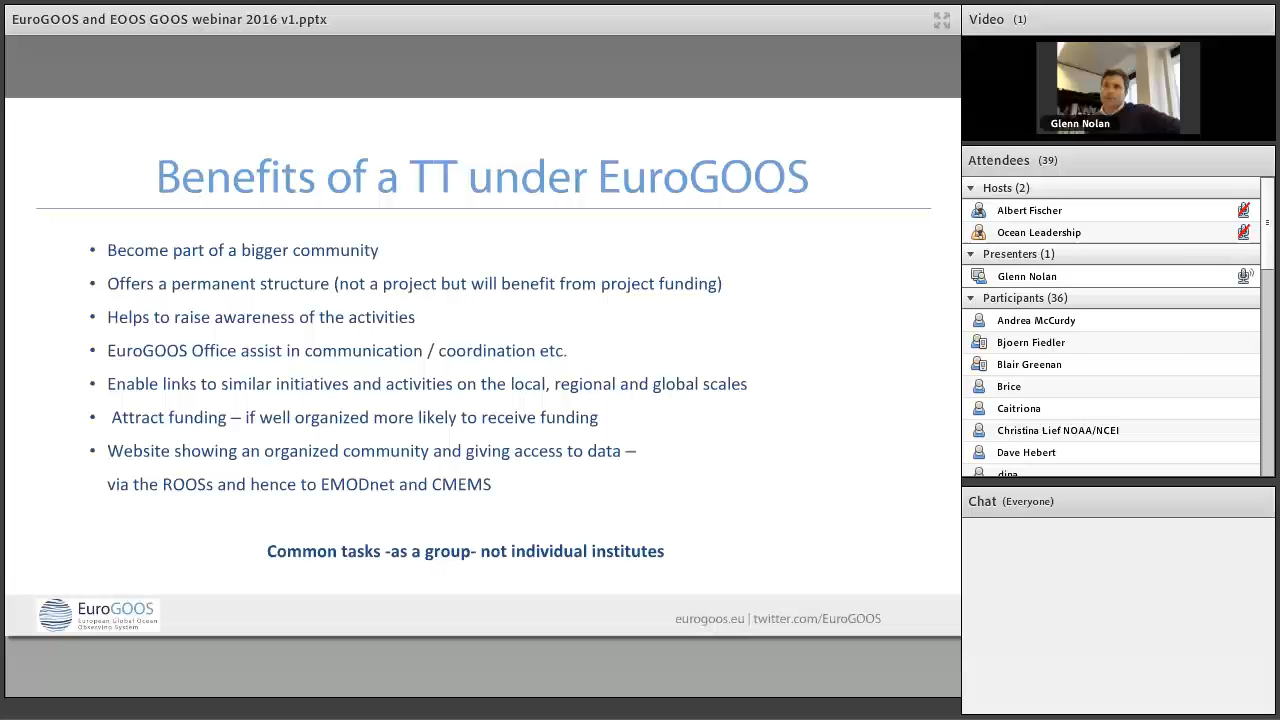 EuroGOOS and EOOS GOOS webinar 2016 v1.pptx
Benefits of a TT under EuroGOOS
• Become part of a bigger community
• Offers a permanent structure (not a project but will benefit from project funding)
• Helps to raise awareness of the activities
• EuroGOOS Office assist in communication / coordination etc.
• Enable links to similar initiatives and activities on the local, regional and global scales
• Attract funding – if well organized more likely to receive funding
• Website showing an organized community and giving access to data –
via the ROOSs and hence to EMODnet and CMEMS
Common tasks -as a group- not individual institutes
EuroGOOS
European Global Ocean
Observing System
eurogoos.eu | twitter.com/EuroGOOS
Video (1)
Glenn Nolan
Attendees (39)
Hosts (2)
Albert Fischer
Ocean Leadership
Presenters (1)
Glenn Nolan
Participants (36)
Andrea McCurdy
Bjoern Fiedler
Blair Greenan
Brice
Caitriona
Christina Lief NOAA/NCEI
Dave Hebert
Chat (Everyone)